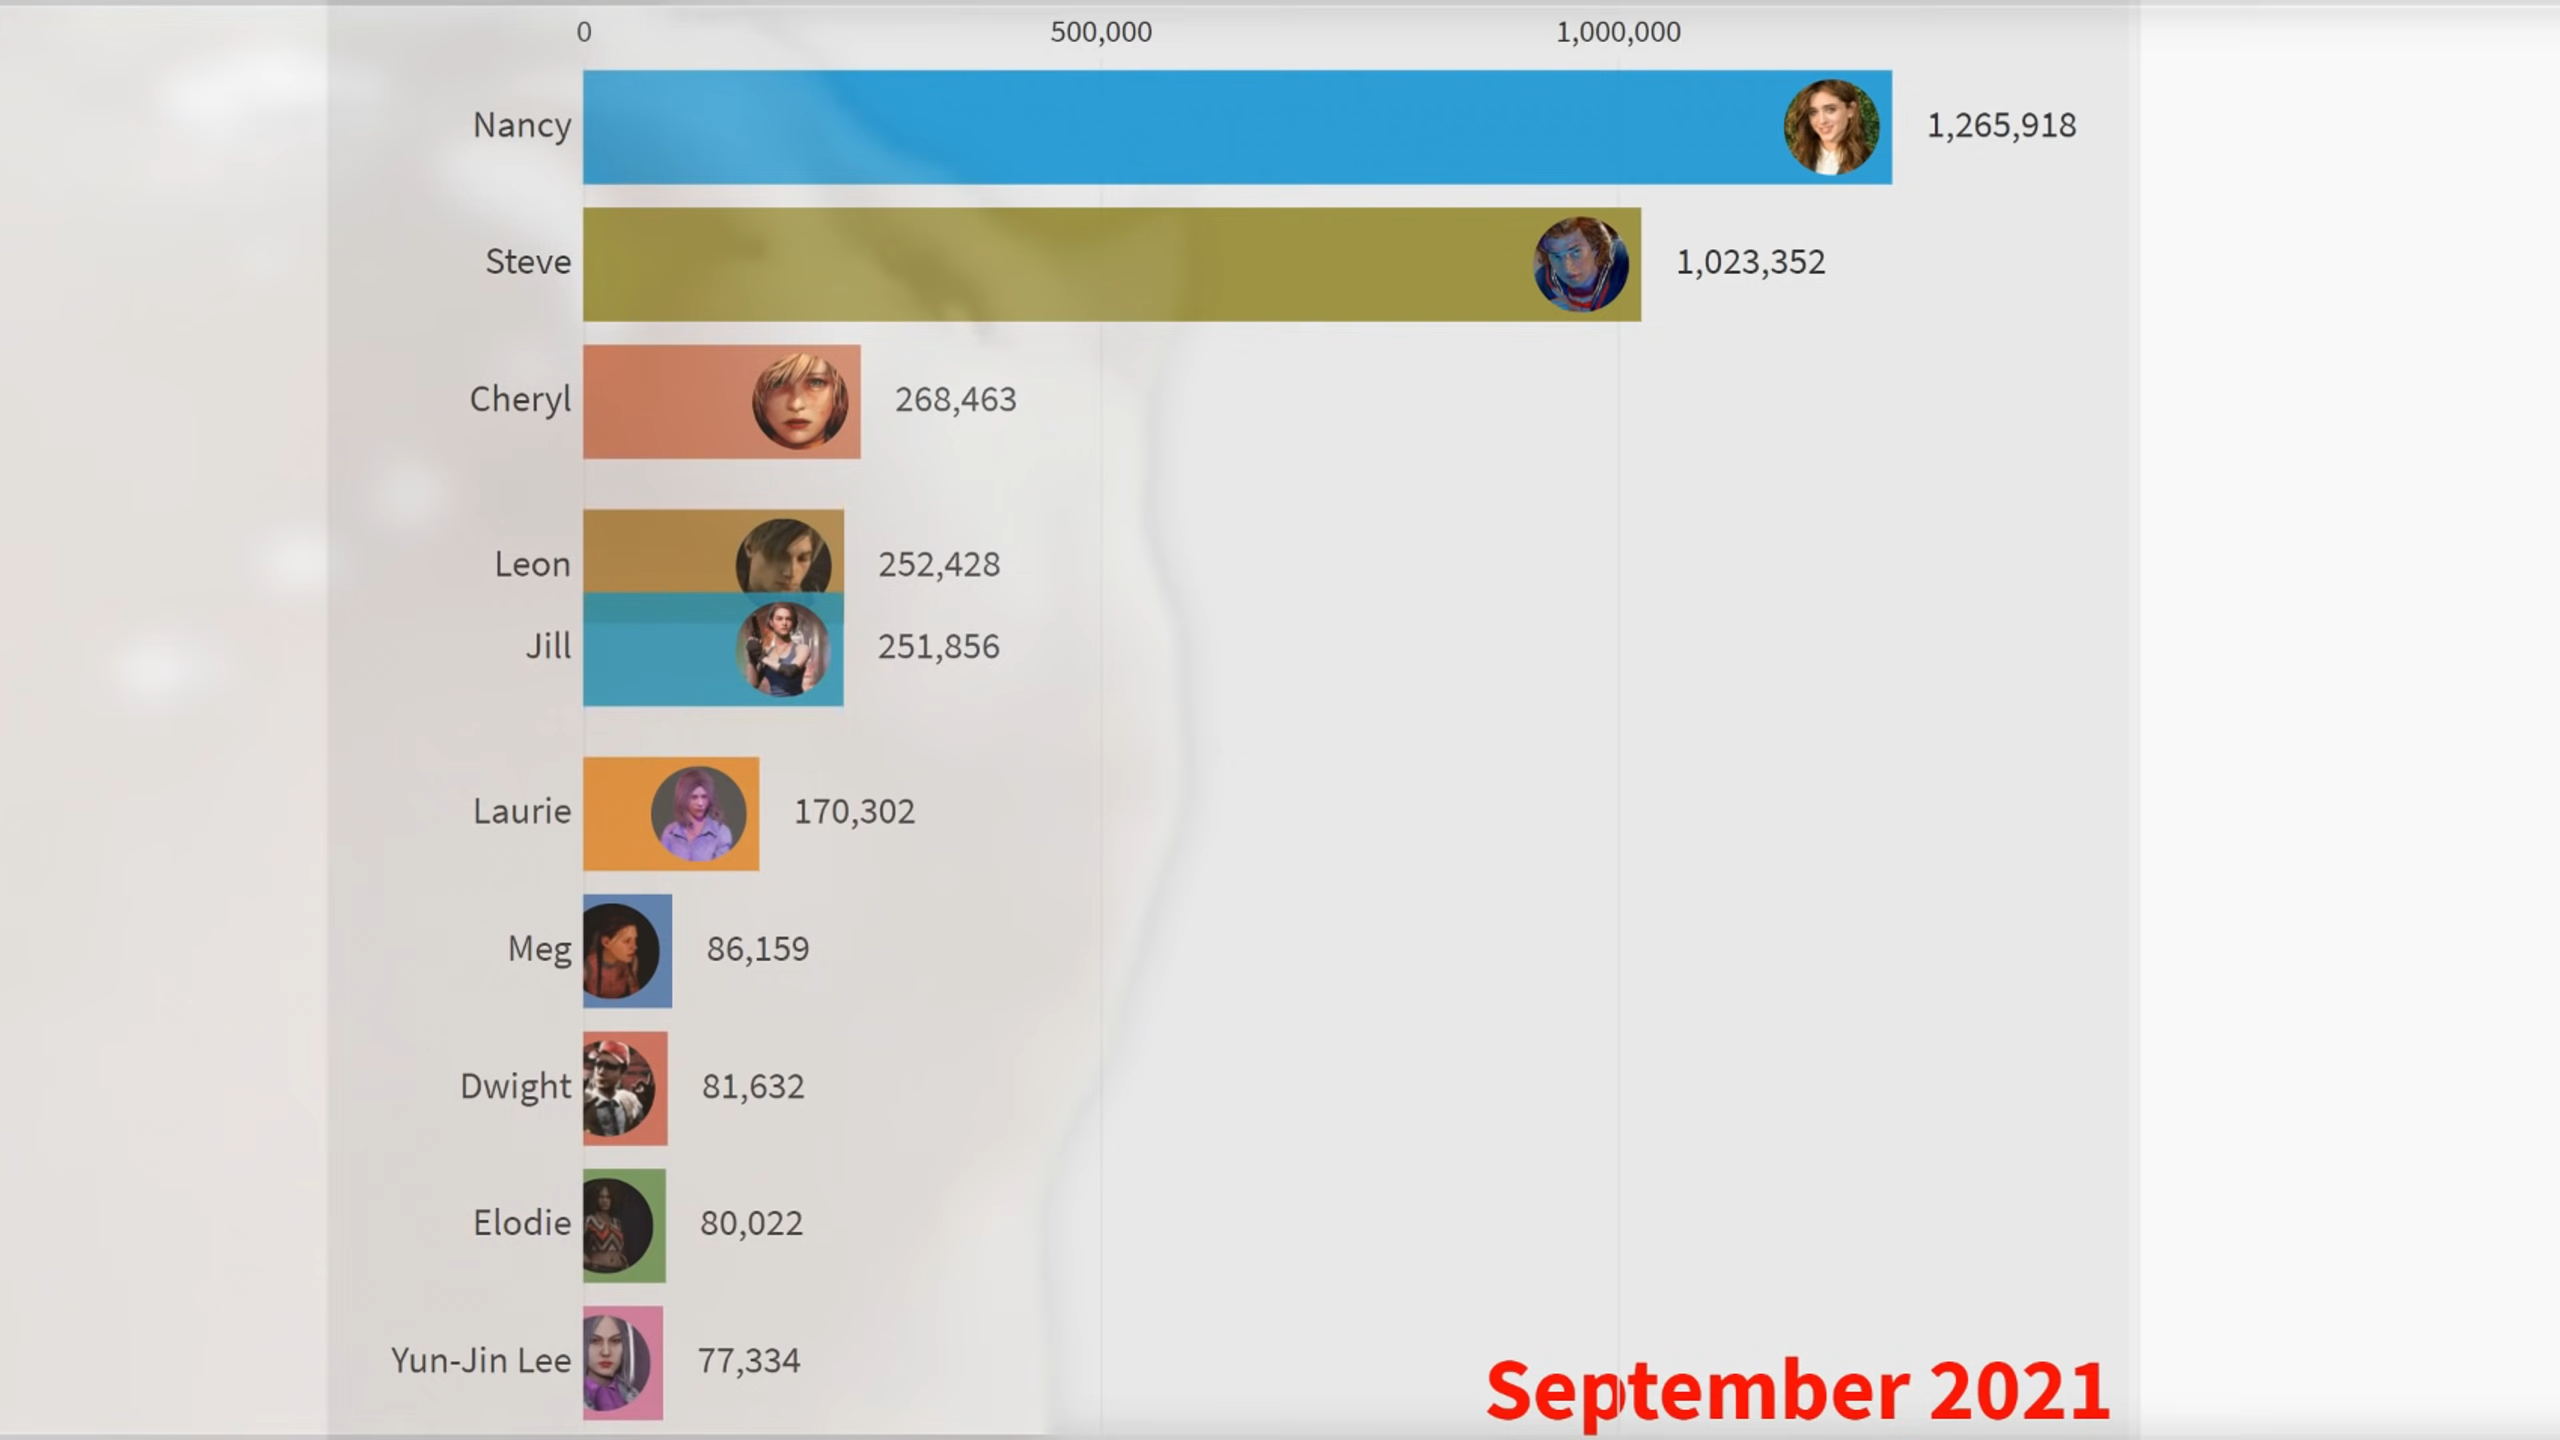 0 500,000 1,000,000
Nancy 1,265,918
Steve 1,023,352
Cheryl 268,463
Leon 252,428
Jill 251,856
Laurie 170,302
Meg 86,159
Dwight 81,632
Elodie 80,022
Yun-Jin Lee 77,334
September 2021